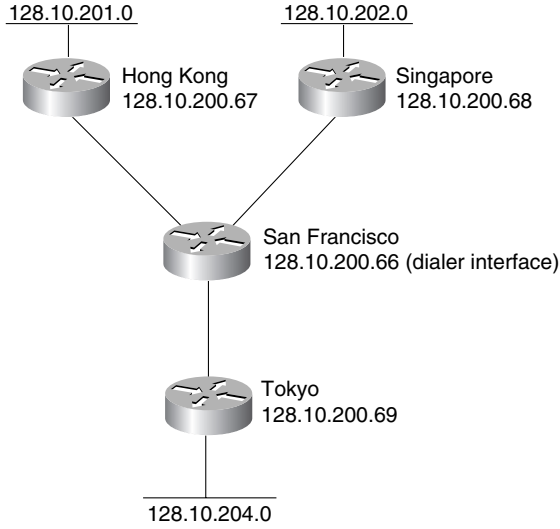 128.10.201.0
128.10.202.0
Hong Kong
128.10.200.67
Singapore
128.10.200.68
San Francisco
128.10.200.66 (dialer interface)
Tokyo
128.10.200.69
128.10.204.0